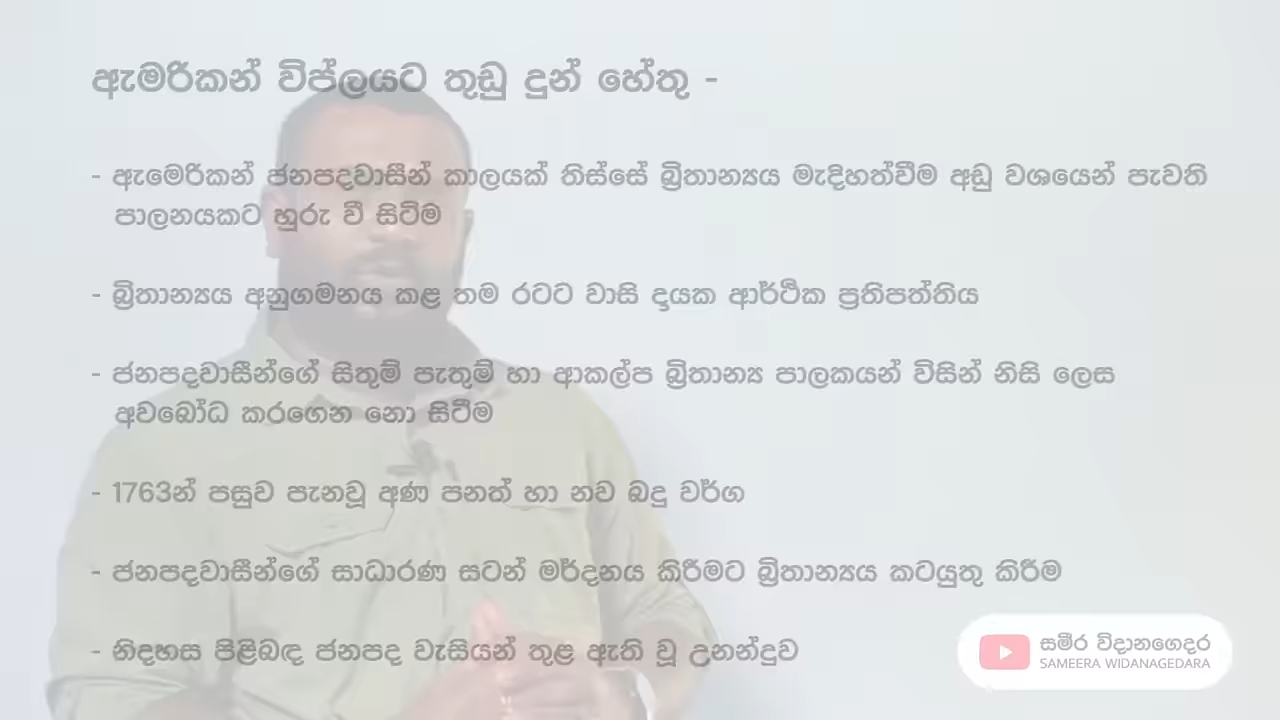 ඇමරිකන් විප්ලයට තුඩු දුන් හේතු -
- ඇමෙරිකන් ජනපදවාසීන් කාලයක් තිස්සේ බ්‍රිතාන්‍යය මැදිහත්වීම අඩු වශයෙන් පැවති
පාලනයකට හුරු වී සිටිම
- බ්‍රිතාන්‍යය අනුගමනය කළ තම රටට වාසි දයක ආර්ථික ප්‍රතිපත්තිය
- ජනපදවාසීන්ගේ සිතුම් පැතුම් හා ආකල්ප බ්‍රිතාන්‍ය පාලකයන් විසින් නිසි ලෙස
අවබෝධ කරගෙන නො සිටීම
- 1763න් පසුව පැනවූ අණ පනත් හා නව බදු වර්ග
- ජනපදවාසීන්ගේ සාධාරණ සටන් මර්දනය කිරීමට බ්‍රිතාන්‍යය කටයුතු කිරීම
- නිදහස පිළිබඳ ජනපද වැසියන් තුළ ඇති වූ උනන්දුව
සමීර විදානගෙදර
SAMEERA WIDANAGEDARA